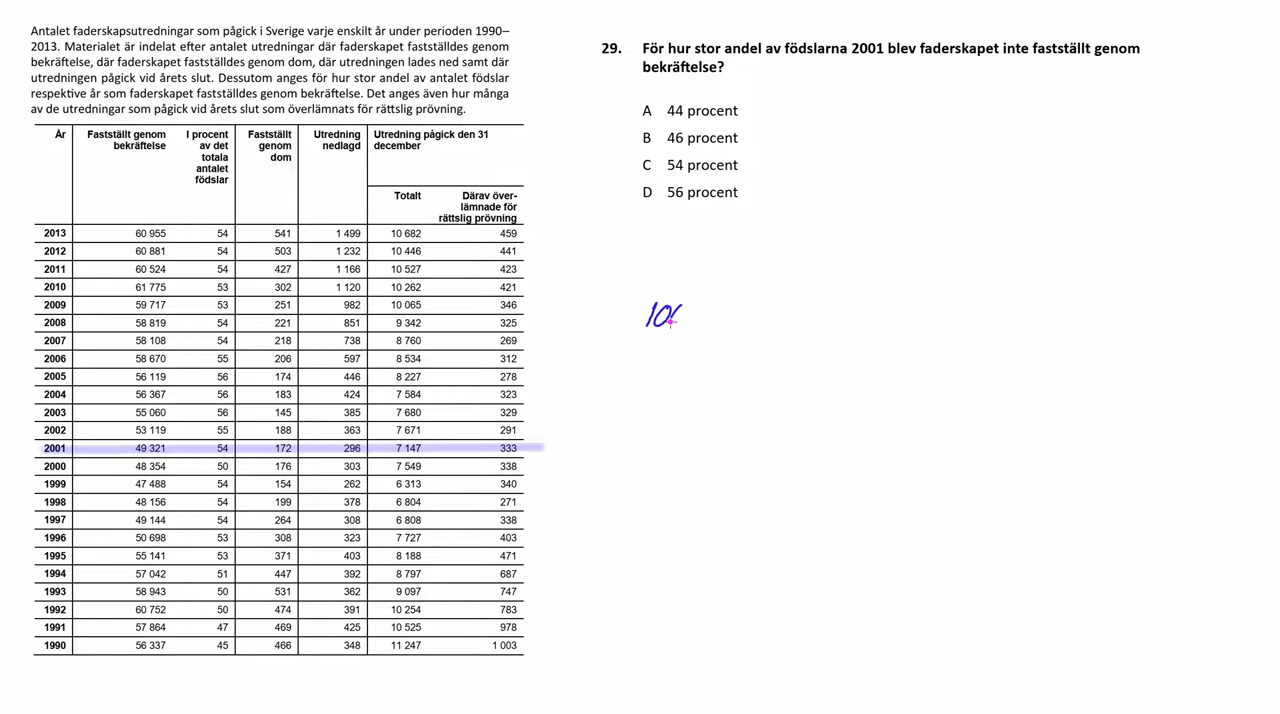 Antalet faderskapsutredningar som pågick i Sverige varje enskilt år under perioden 1990–
2013. Materialet är indelat efter antalet utredningar där faderskapet fastställdes genom
bekräftelse, där faderskapet fastställdes genom dom, där utredningen lades ned samt där
utredningen pågick vid årets slut. Dessutom anges för hur stor andel av antalet födslar
respektive år som faderskapet fastställdes genom bekräftelse. Det anges även hur många
av de utredningar som pågick vid årets slut som överlämnats för rättslig prövning.
År Fastställt genom I procent Fastställt Utredning Utredning pågick den 31
bekräftelse av det genom nedlagd december
totala dom
antalet
födslar
Totalt Därav över-
lämnade för
rättslig prövning
2013 60 955 54 541 1 499 10 682 459
2012 60 881 54 503 1 232 10 446 441
2011 60 524 54 427 1 166 10 527 423
2010 61 775 53 302 1 120 10 262 421
2009 59 717 53 251 982 10 065 346
2008 58 819 54 221 851 9 342 325
2007 58 108 54 218 738 8 760 269
2006 58 670 55 206 597 8 534 312
2005 56 119 56 174 446 8 227 278
2004 56 367 56 183 424 7 584 323
2003 55 060 56 145 385 7 680 329
2002 53 119 55 188 363 7 671 291
2001 49 321 54 172 296 7 147 333
2000 48 354 50 176 303 7 549 338
1999 47 488 54 154 262 6 313 340
1998 48 156 54 199 378 6 804 271
1997 49 144 54 264 308 6 808 338
1996 50 698 53 308 323 7 727 403
1995 55 141 53 371 403 8 188 471
1994 57 042 51 447 392 8 797 687
1993 58 943 50 531 362 9 097 747
1992 60 752 50 474 391 10 254 783
1991 57 864 47 469 425 10 525 978
1990 56 337 45 466 348 11 247 1 003
29. För hur stor andel av födslarna 2001 blev faderskapet inte fastställt genom
bekräftelse?
A 44 procent
B 46 procent
C 54 procent
D 56 procent